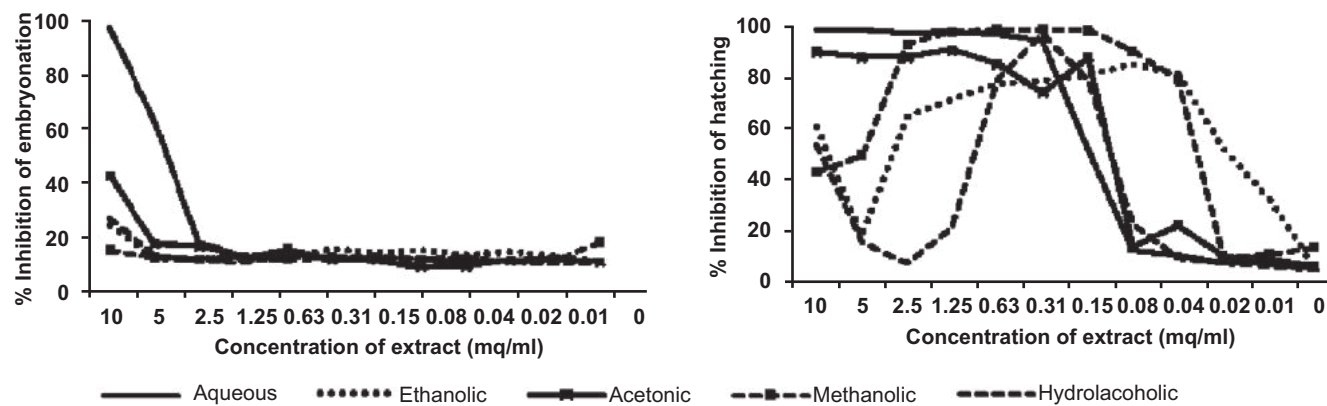 % Inhibition of embryonation
100
80
60
40
20
0
10 5 2.5 1.25 0.63 0.31 0.15 0.08 0.04 0.02 0.01 0
Concentration of extract (mq/ml)
% Inhibition of hatching
100
80
60
40
20
0
10 5 2.5 1.25 0.63 0.31 0.15 0.08 0.04 0.02 0.01 0
Concentration of extract (mq/ml)
Aqueous Ethanolic Acetonic Methanolic Hydrolacoholic